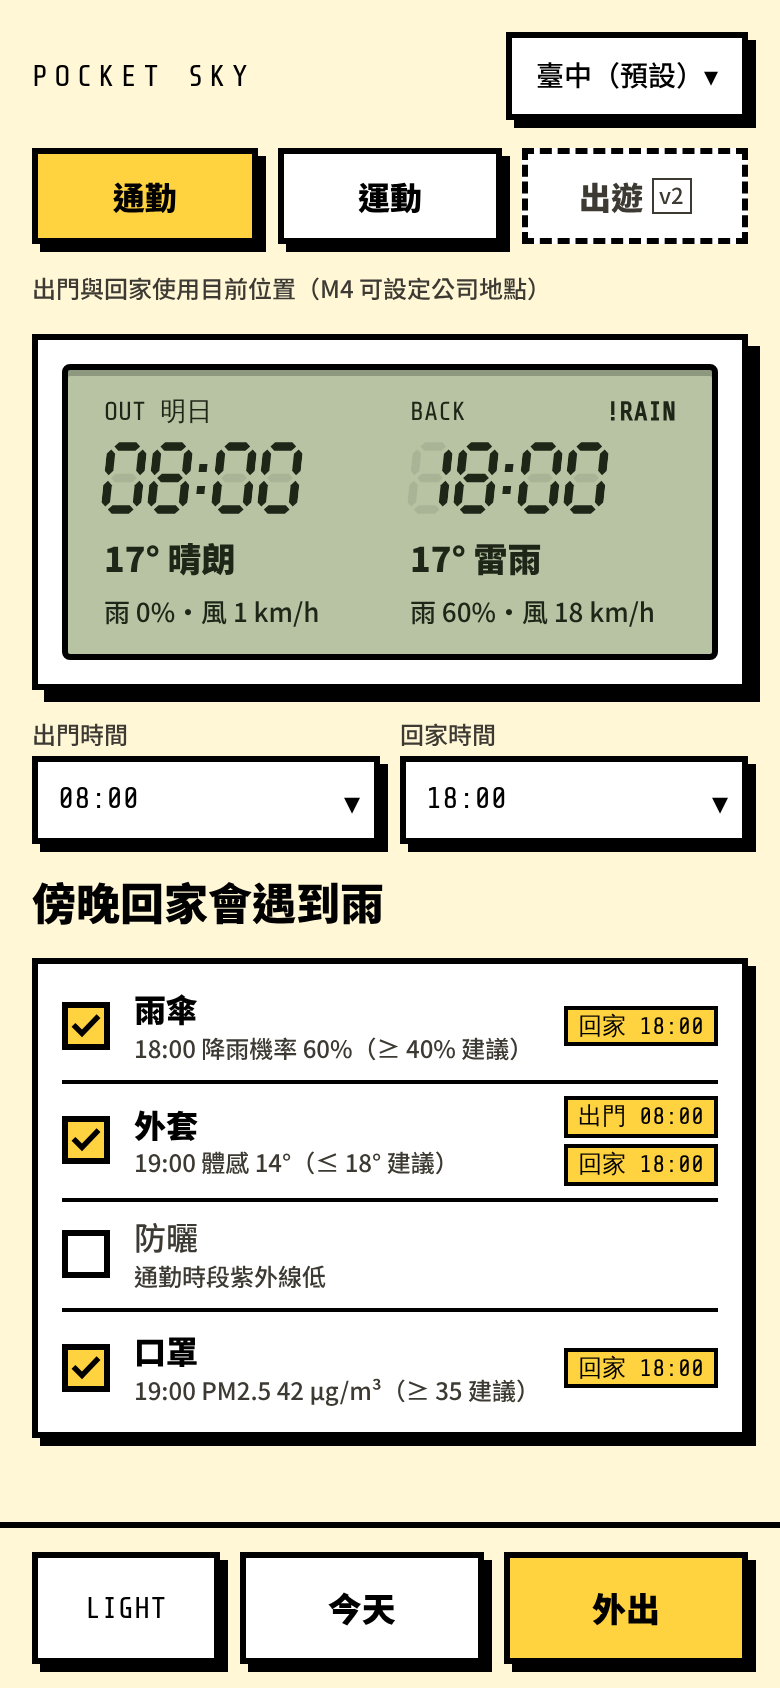 POCKET SKY
臺中（預設）▼
通勤
運動
出遊 v2
出門與回家使用目前位置（M4 可設定公司地點）
OUT 明日
08:00
17° 晴朗
雨 0%・風 1 km/h
BACK
!RAIN
18:00
17° 雷雨
雨 60%・風 18 km/h
出門時間
08:00 ▼
回家時間
18:00 ▼
傍晚回家會遇到雨
雨傘
18:00 降雨機率 60%（≥ 40% 建議）
回家 18:00
外套
19:00 體感 14°（≤ 18° 建議）
出門 08:00
回家 18:00
防曬
通勤時段紫外線低
口罩
19:00 PM2.5 42 μg/m³（≥ 35 建議）
回家 18:00
LIGHT
今天
外出